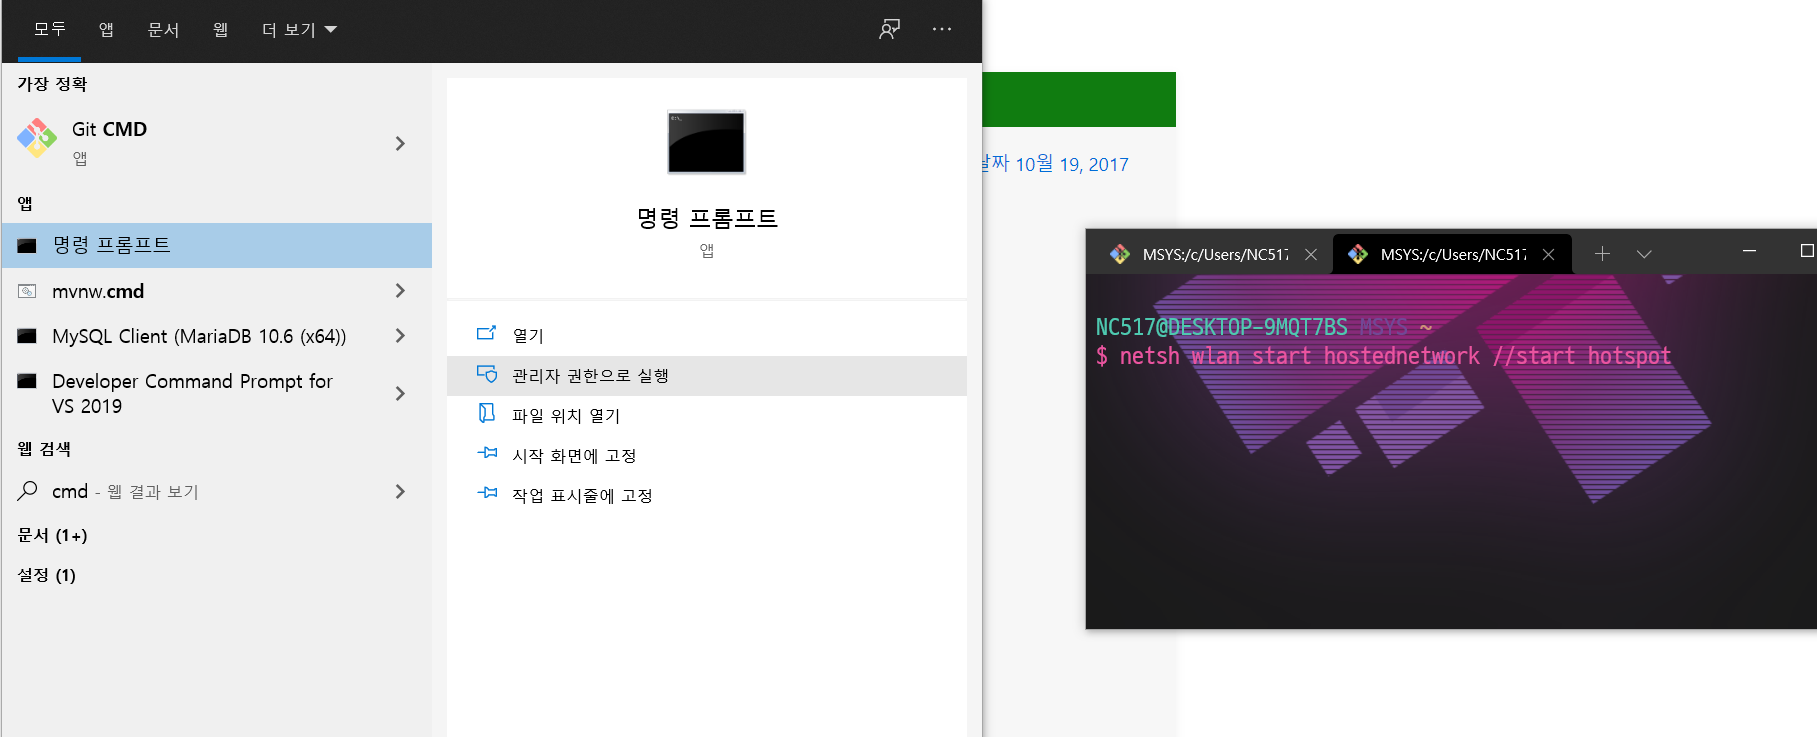 모두 앱 문서 웹 더 보기
가장 정확
Git CMD
앱
앱
명령 프롬프트
mvnw.cmd
MySQL Client (MariaDB 10.6 (x64))
Developer Command Prompt for
VS 2019
웹 검색
cmd - 웹 결과 보기
문서 (1+)
설정 (1)
명령 프롬프트
앱
열기
관리자 권한으로 실행
파일 위치 열기
시작 화면에 고정
작업 표시줄에 고정
날짜 10월 19, 2017
MSYS:/c/Users/NC517 MSYS:/c/Users/NC517
NC517@DESKTOP-9MQT7BS MSYS ~
$ netsh wlan start hostednetwork //start hotspot